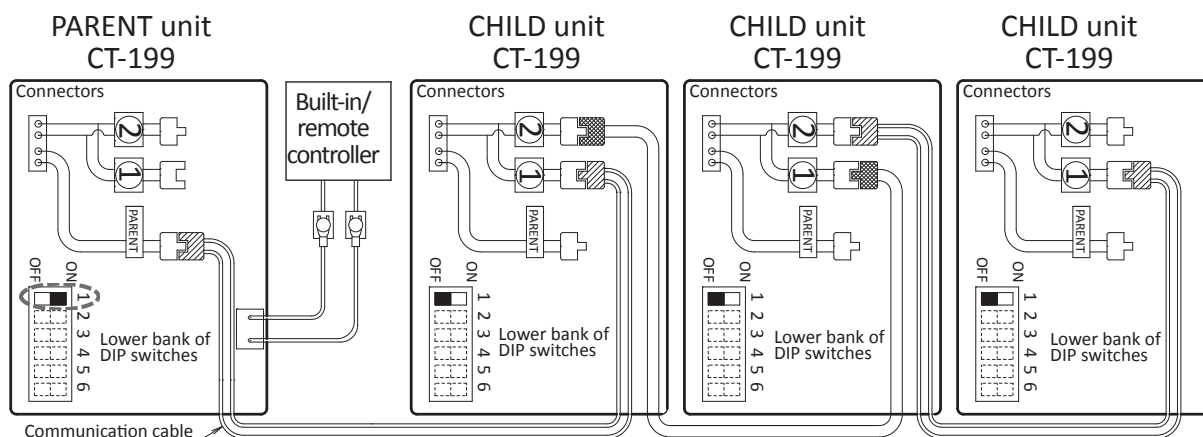 PARENT unit
CT-199
Connectors
2
1
PARENT
OFF
ON
1
2
3
4
5
6
Lower bank of
DIP switches
Communication cable
Built-in/
remote
controller
CHILD unit
CT-199
Connectors
2
1
PARENT
OFF
ON
1
2
3
4
5
6
Lower bank of
DIP switches
CHILD unit
CT-199
Connectors
2
1
PARENT
OFF
ON
1
2
3
4
5
6
Lower bank of
DIP switches
CHILD unit
CT-199
Connectors
2
1
PARENT
OFF
ON
1
2
3
4
5
6
Lower bank of
DIP switches